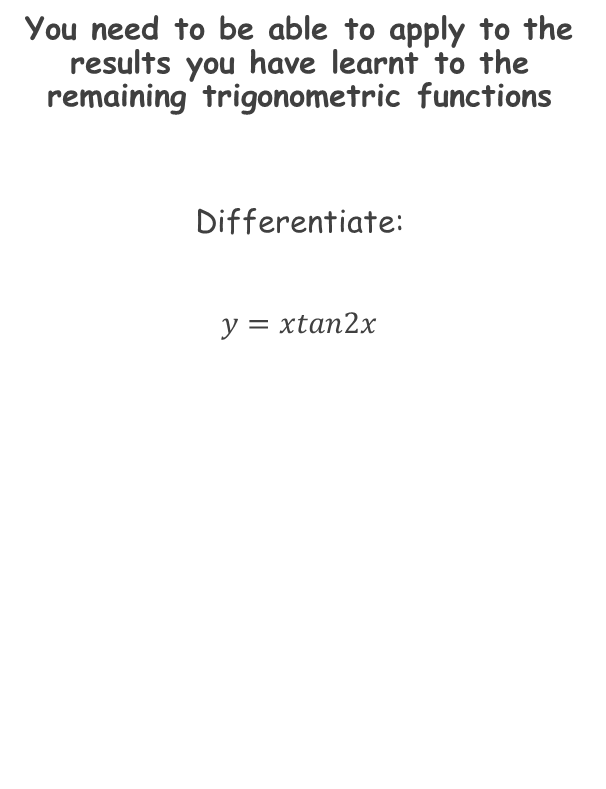 You need to be able to apply to the
results you have learnt to the
remaining trigonometric functions
Differentiate:
y = xtan2x